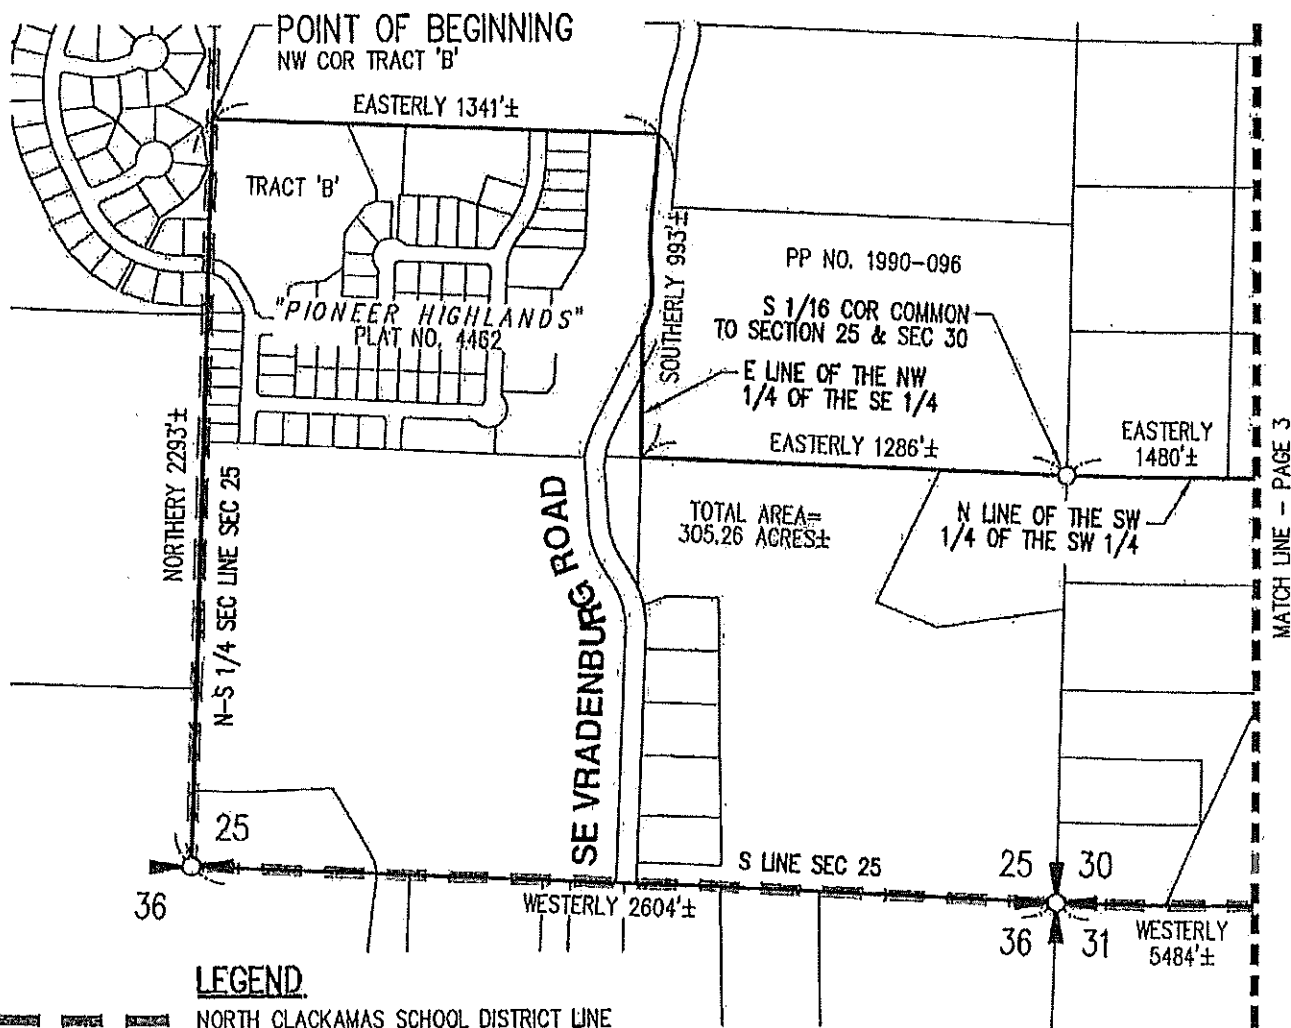 POINT OF BEGINNING
NW COR TRACT 'B'
EASTERLY 1341'±
TRACT 'B'
SOUTHERLY 993'±
PP NO. 1990-096
"PIONEER HIGHLANDS"
PLAT NO. 4462
S 1/16 COR COMMON
TO SECTION 25 & SEC 30
E LINE OF THE NW
1/4 OF THE SE 1/4
EASTERLY 1286'±
EASTERLY
1480'±
MATCH LINE - PAGE 3
NORTHERY 2293'±
N-S 1/4 SEC LINE SEC 25
SE VRADENBURG ROAD
TOTAL AREA=
305.26 ACRES±
N LINE OF THE SW
1/4 OF THE SW 1/4
25
36
S LINE SEC 25
WESTERLY 2604'±
25 30
36 31
WESTERLY
5484'±
LEGEND
NORTH CLACKAMAS SCHOOL DISTRICT LINE